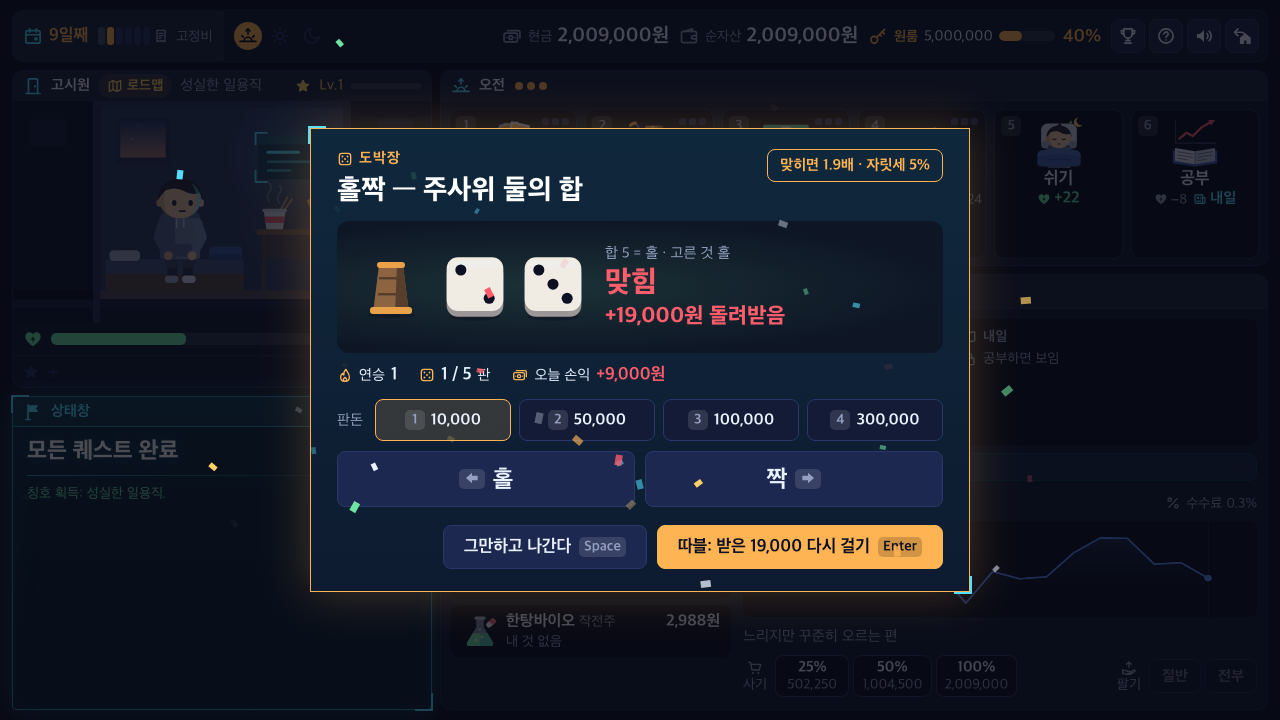 9일째
고정비
현금 2,009,000원
순자산 2,009,000원
원룸 5,000,000
40%
고시원
로드맵
성실한 일용직
Lv.1
오전
1
2
3
4
5
6
쉬기
+22
공부
−8 내일
24
도박장
홀짝 — 주사위 둘의 합
맞히면 1.9배 · 자릿세 5%
합 5 = 홀 · 고른 것 홀
맞힘
+19,000원 돌려받음
연승 1
1 / 5 판
오늘 손익 +9,000원
판돈
1 10,000
2 50,000
3 100,000
4 300,000
홀
짝
그만하고 나간다 Space
따블: 받은 19,000 다시 걸기 Enter
상태창
모든 퀘스트 완료
칭호 획득: 성실한 일용직
내일
공부하면 보임
수수료 0.3%
한탕바이오 작전주
2,988원
내 것 없음
느리지만 꾸준히 오르는 편
사기
25%
502,250
50%
1,004,500
100%
2,009,000
팔기
절반
전부